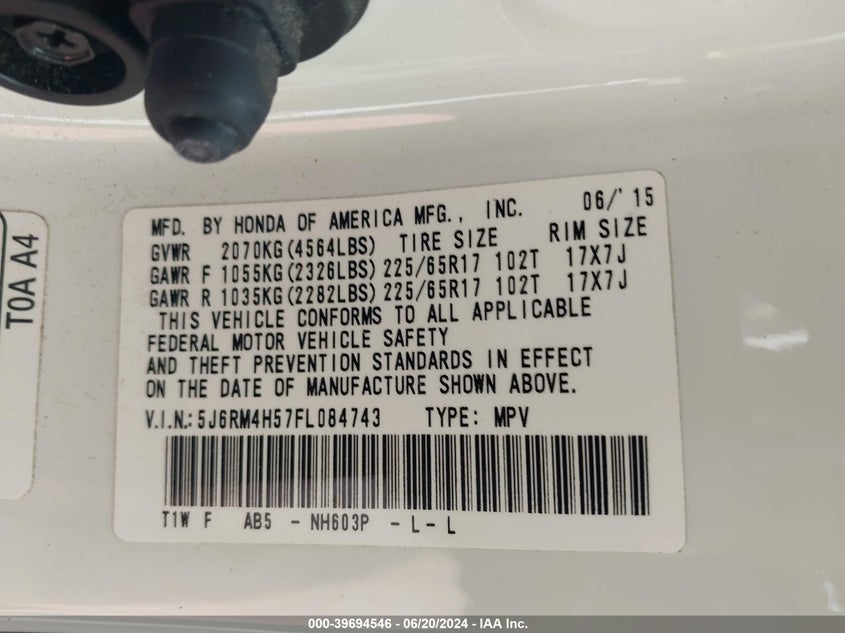 MFD. BY HONDA OF AMERICA MFG., INC. 06/'15
GVWR 2070KG(4564LBS) TIRE SIZE RIM SIZE
GAWR F 1055KG(2326LBS) 225/65R17 102T 17X7J
GAWR R 1035KG(2282LBS) 225/65R17 102T 17X7J
THIS VEHICLE CONFORMS TO ALL APPLICABLE
FEDERAL MOTOR VEHICLE SAFETY
AND THEFT PREVENTION STANDARDS IN EFFECT
ON THE DATE OF MANUFACTURE SHOWN ABOVE.
V.I.N.: 5J6RM4H57FL084743 TYPE: MPV
T1W F AB5 - NH603P - L - L
T0A A4
000-39694546 - 06/20/2024 - IAA Inc.